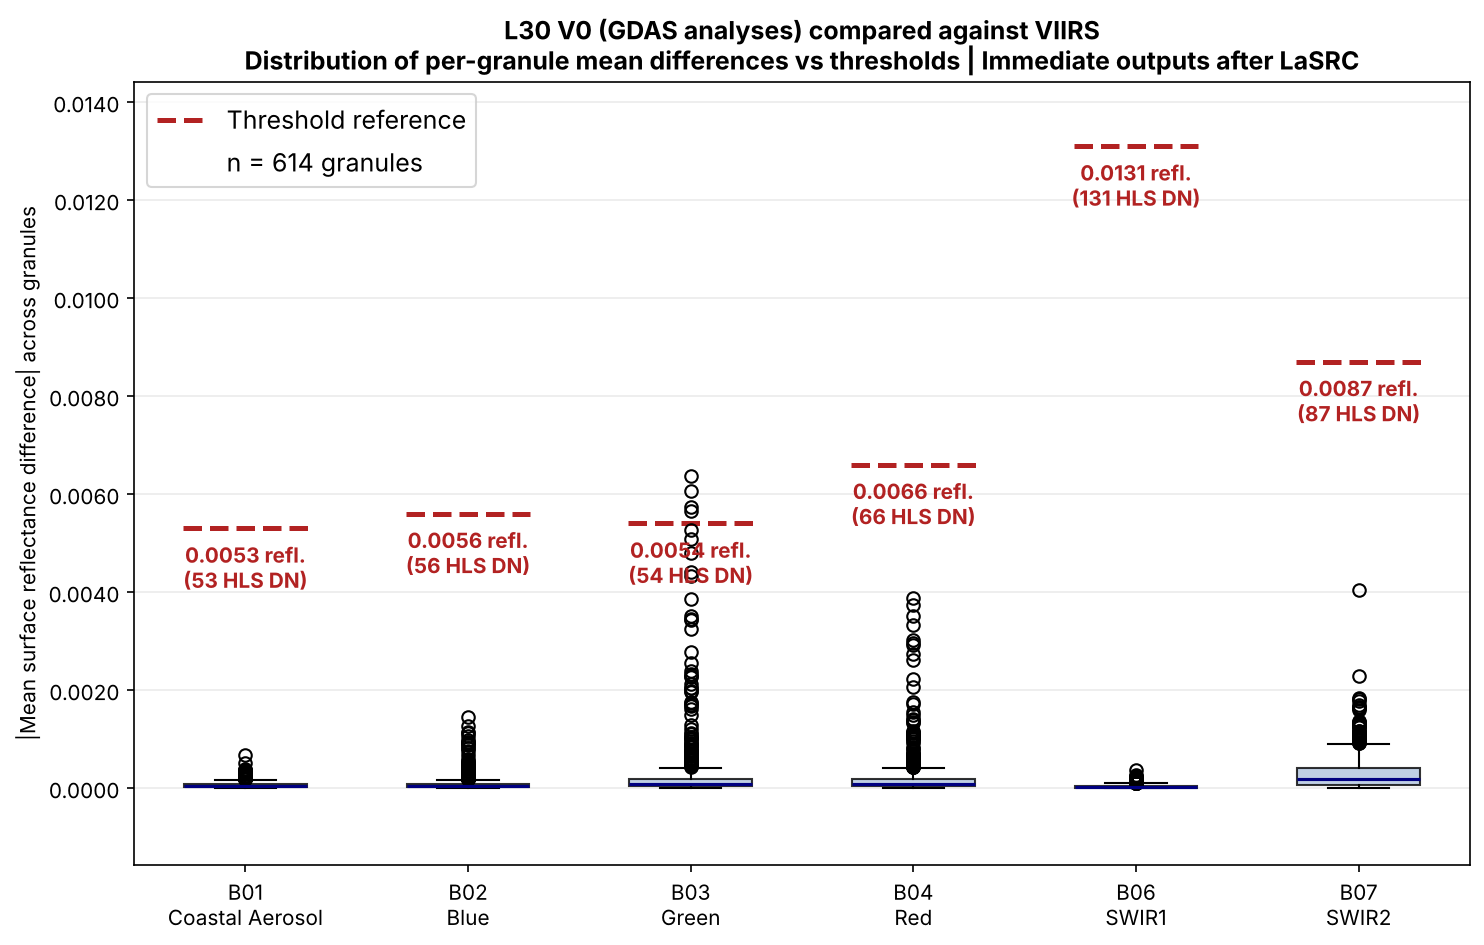 L30 V0 (GDAS analyses) compared against VIIRS
Distribution of per-granule mean differences vs thresholds | Immediate outputs after LaSRC
|Mean surface reflectance difference| across granules
0.0140
0.0120
0.0100
0.0080
0.0060
0.0040
0.0020
0.0000
Threshold reference
n = 614 granules
0.0053 refl.
(53 HLS DN)
0.0056 refl.
(56 HLS DN)
0.0054 refl.
(54 HLS DN)
0.0066 refl.
(66 HLS DN)
0.0131 refl.
(131 HLS DN)
0.0087 refl.
(87 HLS DN)
B01
Coastal Aerosol
B02
Blue
B03
Green
B04
Red
B06
SWIR1
B07
SWIR2